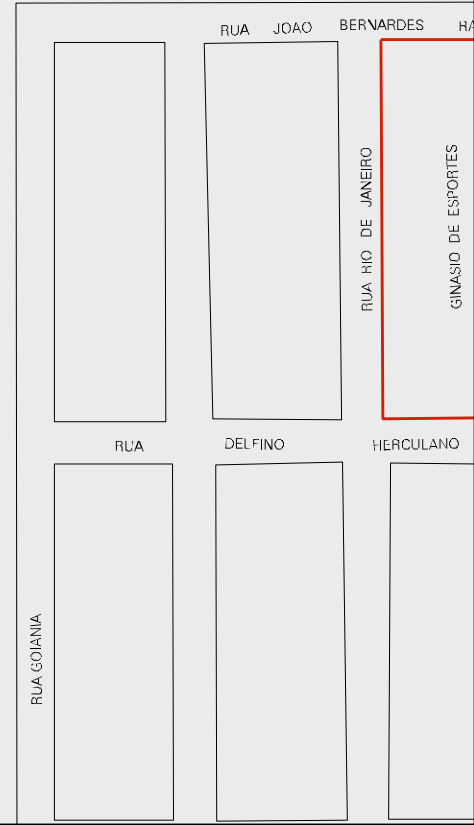 RUA JOAO BERNARDES
RUA RIO DE JANEIRO
GINASIO DE ESPORTES
RUA DELFINO HERCULANO
RUA GOIANIA